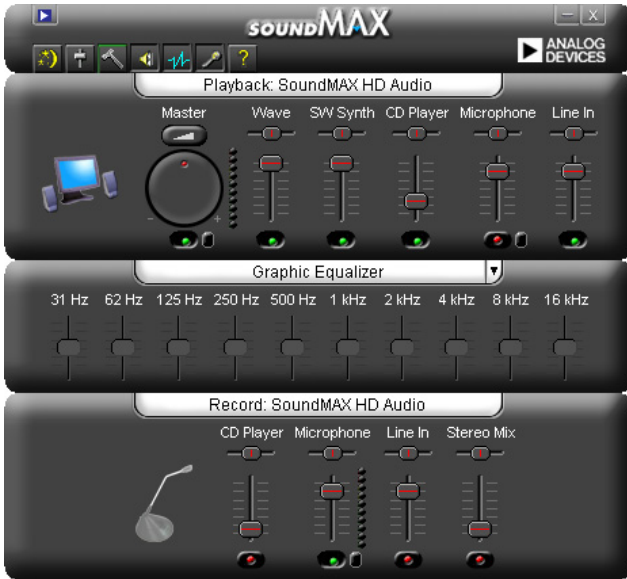 SOUNDMAX
ANALOG
DEVICES
?
Playback: SoundMAX HD Audio
Master Wave SW Synth CD Player Microphone Line In
- +
Graphic Equalizer
31 Hz 62 Hz 125 Hz 250 Hz 500 Hz 1 kHz 2 kHz 4 kHz 8 kHz 16 kHz
Record: SoundMAX HD Audio
CD Player Microphone Line In Stereo Mix